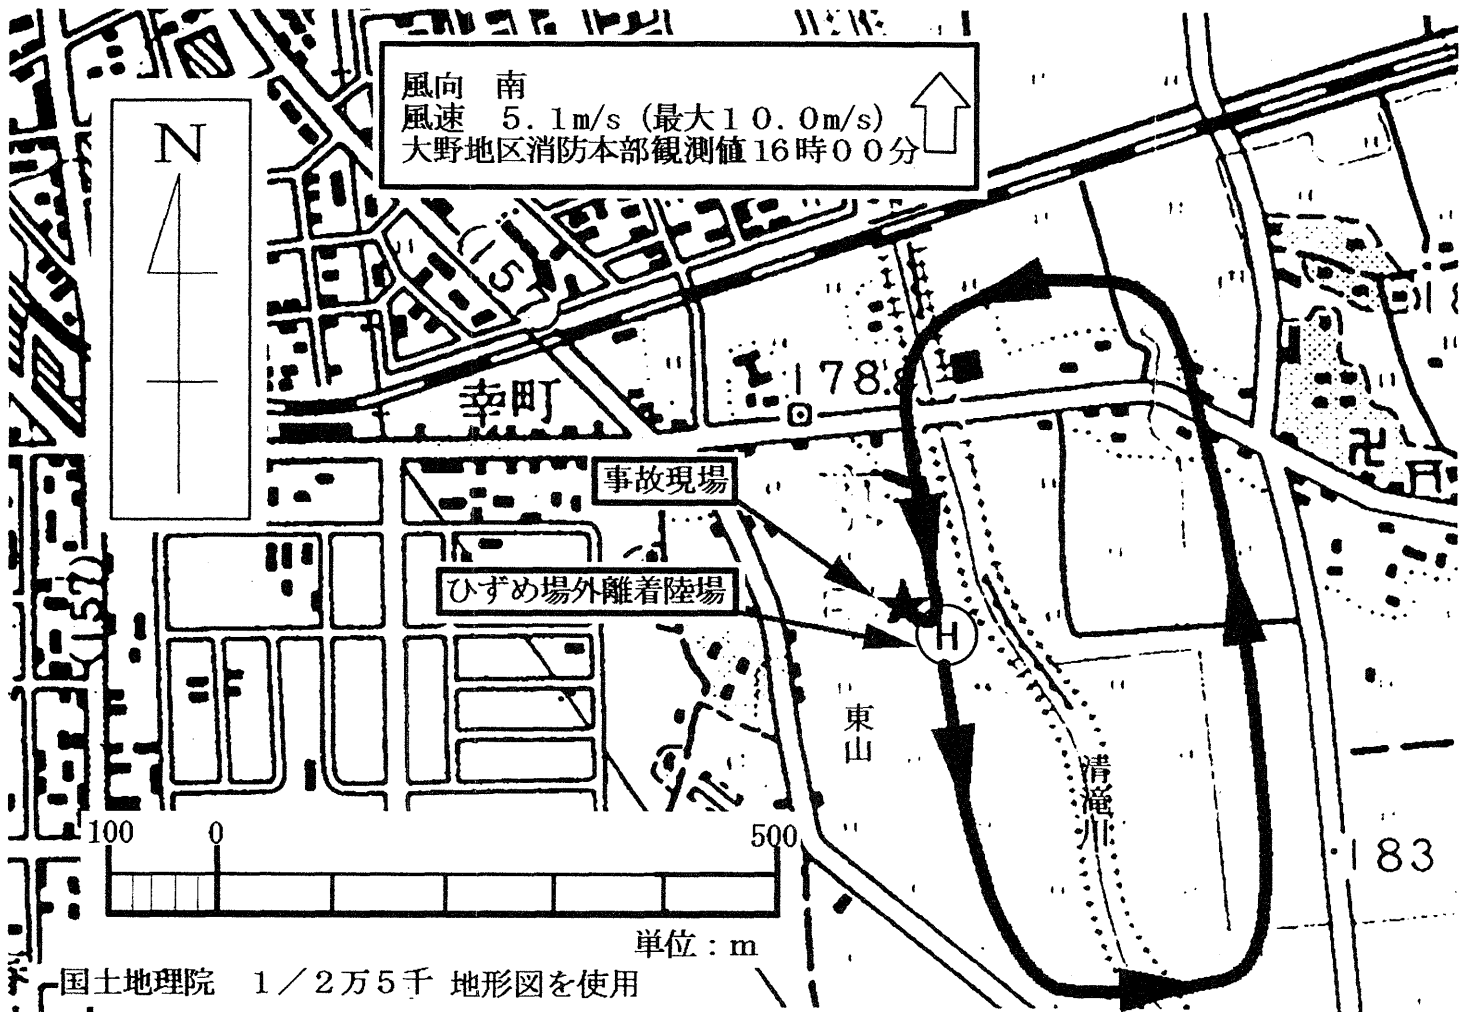 風向 南
風速 5.1m/s (最大10.0m/s)
大野地区消防本部観測値16時00分
N
(157
18
178.8
幸町
事故現場
ひずめ場外離着陸場
H
(157)
東山
清滝川
183
100 0 500
単位:m
国土地理院 1/2万5千 地形図を使用